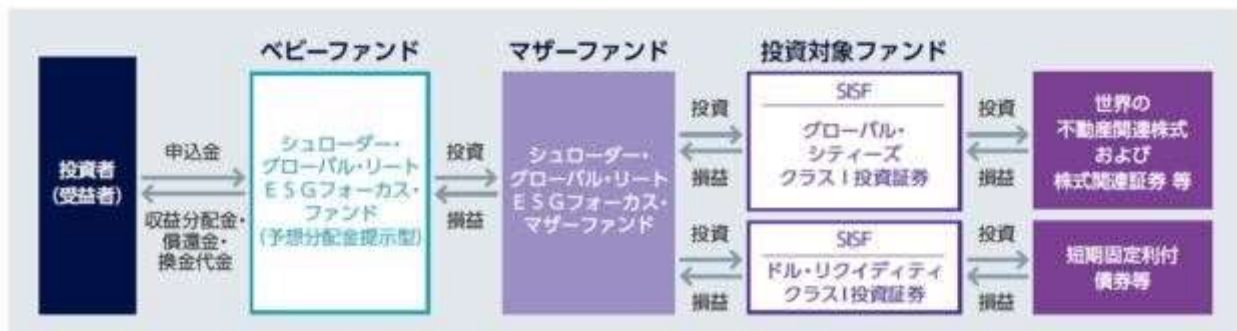 ベビーファンド
マザーファンド
投資対象ファンド
投資者
(受益者)
申込金
収益分配金・
償還金・
換金代金
シュローダー・
グローバル・リート
ESGフォーカス・
ファンド
(予想分配金提示型)
投資
損益
シュローダー・
グローバル・リート
ESGフォーカス・
マザーファンド
投資
損益
SISF
グローバル・
シティーズ
クラスI投資証券
投資
損益
世界の
不動産関連株式
および
株式関連証券 等
投資
損益
SISF
ドル・リクイディティ
クラスI投資証券
投資
損益
短期固定利付
債券等